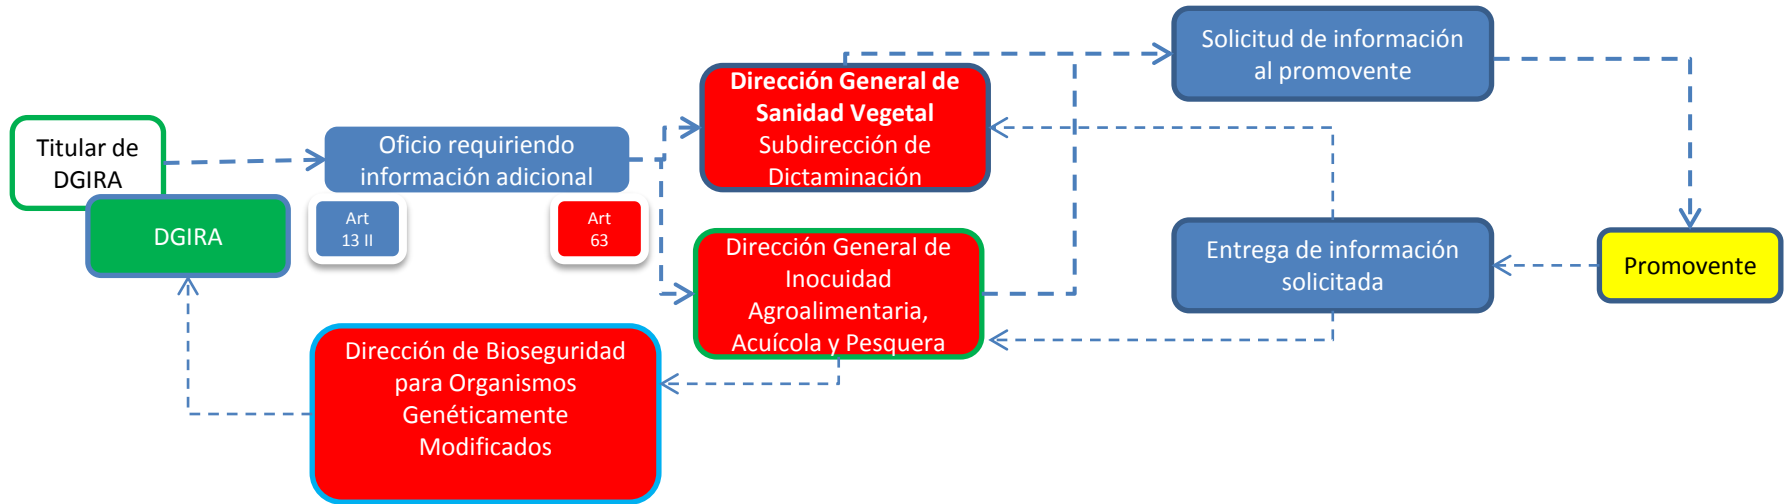 Titular de
DGIRA
DGIRA
Oficio requiriendo
información adicional
Art
13 II
Art
63
Dirección General de
Sanidad Vegetal
Subdirección de
Dictaminación
Dirección General de
Inocuidad
Agroalimentaria,
Acuícola y Pesquera
Dirección de Bioseguridad
para Organismos
Genéticamente
Modificados
Solicitud de información
al promovente
Entrega de información
solicitada
Promovente